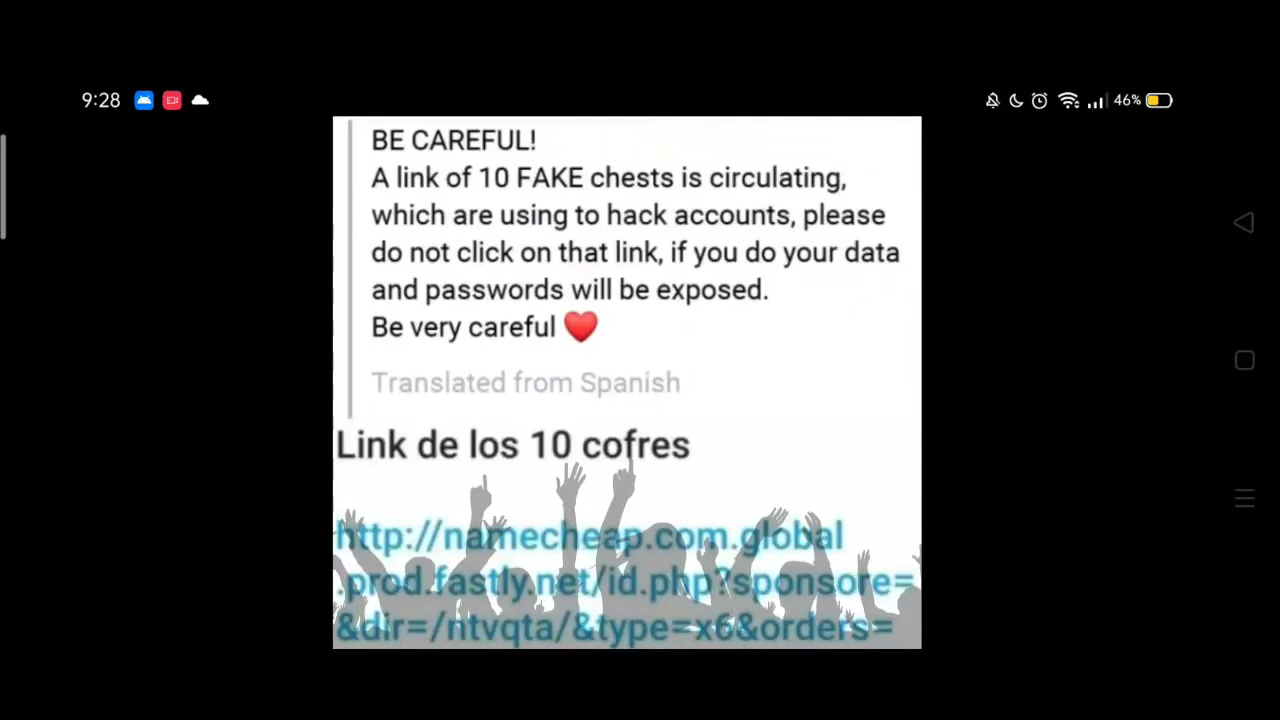 9:28
46%
BE CAREFUL!
A link of 10 FAKE chests is circulating,
which are using to hack accounts, please
do not click on that link, if you do your data
and passwords will be exposed.
Be very careful ❤️
Translated from Spanish
Link de los 10 cofres
http://namecheap.com.global
.prod.fastly.net/id.php?sponsore=
&dir=/ntvqta/&type=x6&orders=